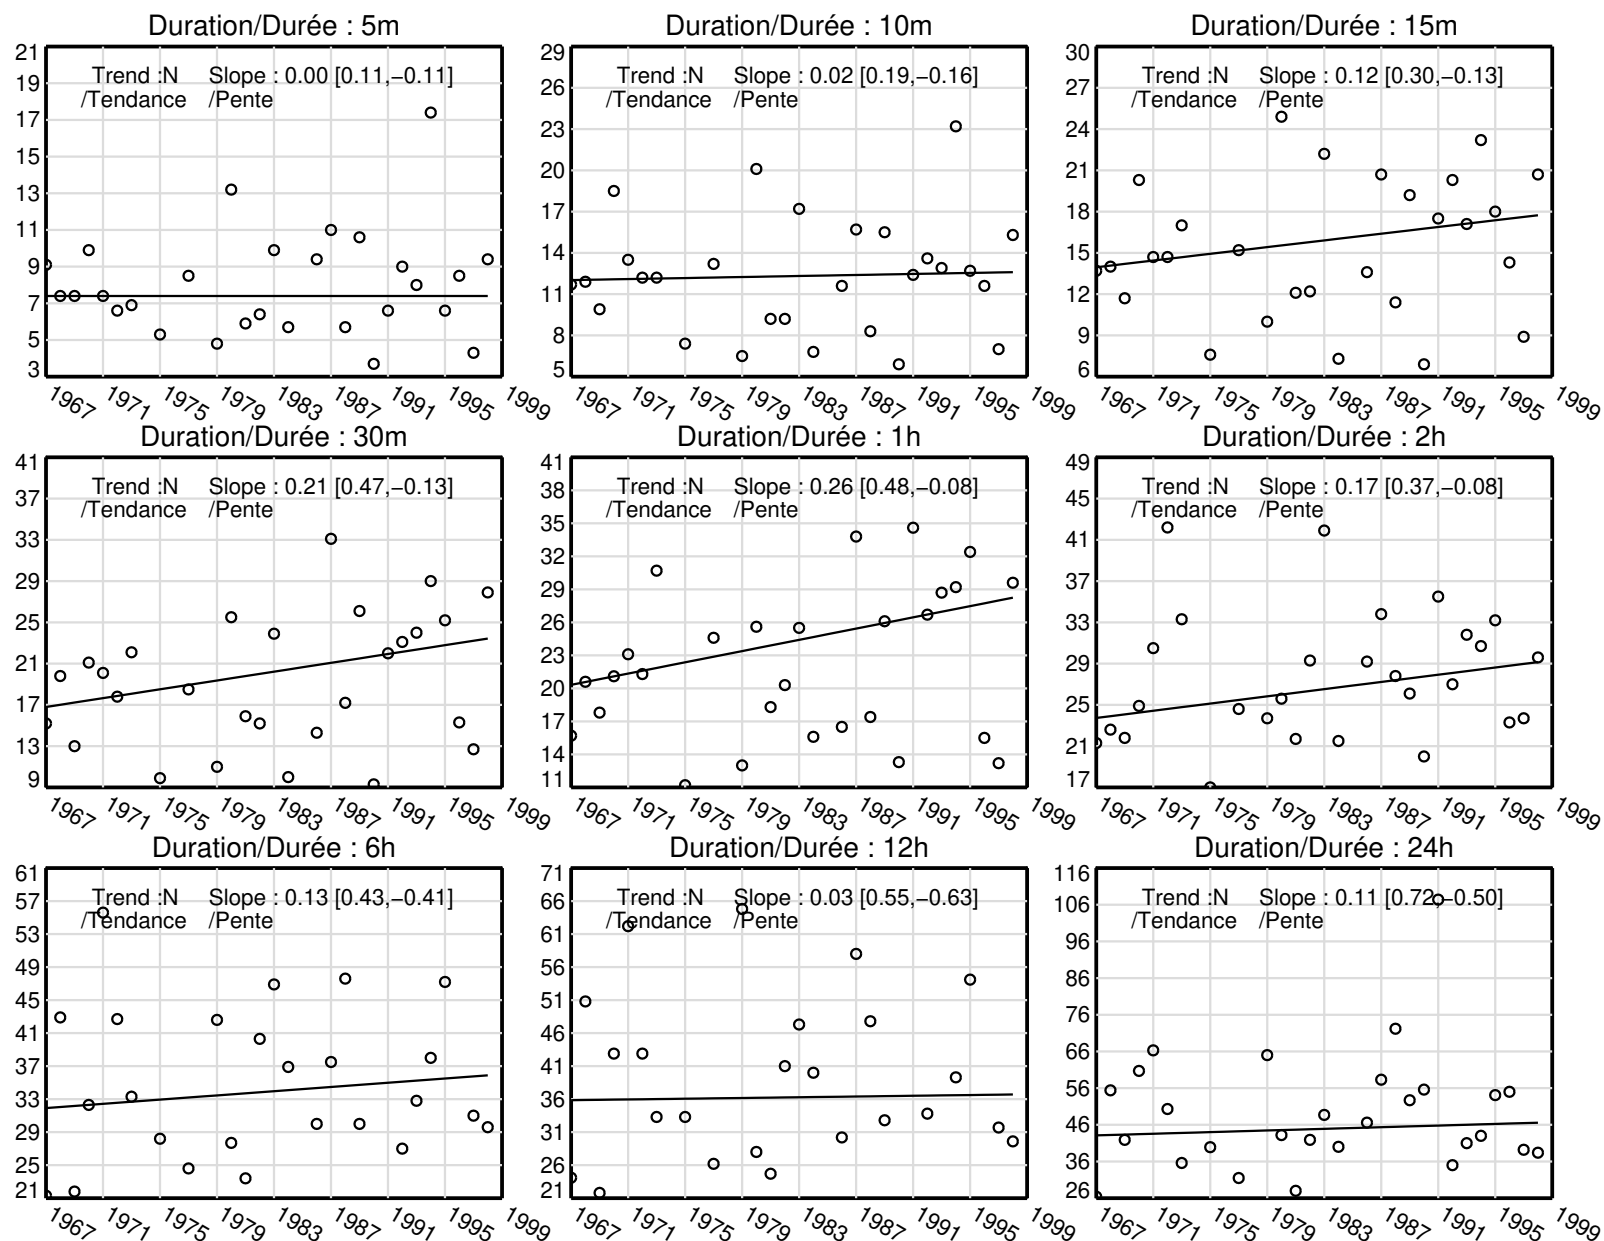 Duration/Durée : 5m
21
19
17
15
13
11
9
7
5
3
Trend :N Slope : 0.00 [0.11,−0.11]
/Tendance /Pente
1967 1971 1975 1979 1983 1987 1991 1995 1999
Duration/Durée : 10m
29
26
23
20
17
14
11
8
5
Trend :N Slope : 0.02 [0.19,−0.16]
/Tendance /Pente
1967 1971 1975 1979 1983 1987 1991 1995 1999
Duration/Durée : 15m
30
27
24
21
18
15
12
9
6
Trend :N Slope : 0.12 [0.30,−0.13]
/Tendance /Pente
1967 1971 1975 1979 1983 1987 1991 1995 1999
Duration/Durée : 30m
41
37
33
29
25
21
17
13
9
Trend :N Slope : 0.21 [0.47,−0.13]
/Tendance /Pente
1967 1971 1975 1979 1983 1987 1991 1995 1999
Duration/Durée : 1h
41
38
35
32
29
26
23
20
17
14
11
Trend :N Slope : 0.26 [0.48,−0.08]
/Tendance /Pente
1967 1971 1975 1979 1983 1987 1991 1995 1999
Duration/Durée : 2h
49
45
41
37
33
29
25
21
17
Trend :N Slope : 0.17 [0.37,−0.08]
/Tendance /Pente
1967 1971 1975 1979 1983 1987 1991 1995 1999
Duration/Durée : 6h
61
57
53
49
45
41
37
33
29
25
21
Trend :N Slope : 0.13 [0.43,−0.41]
/Tendance /Pente
1967 1971 1975 1979 1983 1987 1991 1995 1999
Duration/Durée : 12h
71
66
61
56
51
46
41
36
31
26
21
Trend :N Slope : 0.03 [0.55,−0.63]
/Tendance /Pente
1967 1971 1975 1979 1983 1987 1991 1995 1999
Duration/Durée : 24h
116
106
96
86
76
66
56
46
36
26
Trend :N Slope : 0.11 [0.72,−0.50]
/Tendance /Pente
1967 1971 1975 1979 1983 1987 1991 1995 1999